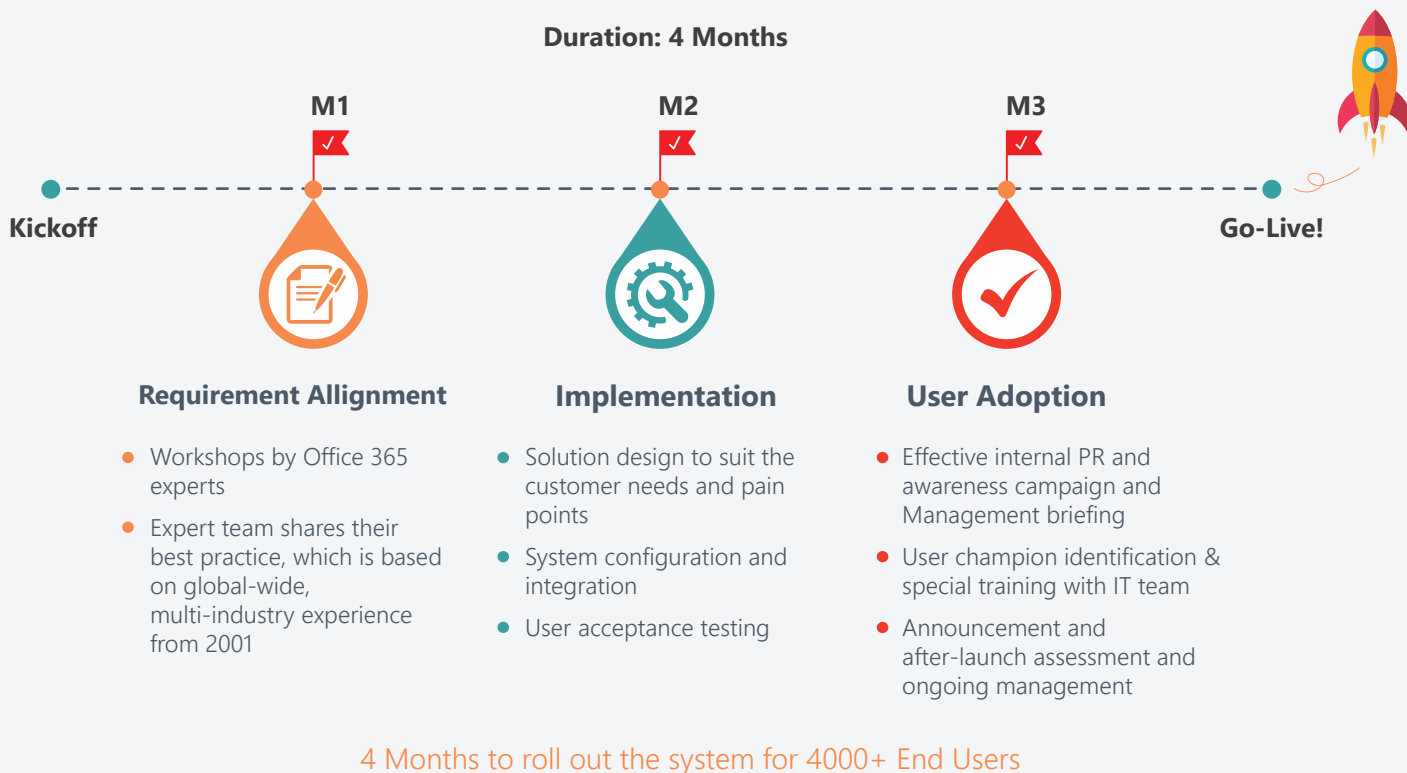 Duration: 4 Months
M1
M2
M3
Kickoff
Go-Live!
Requirement Allignment
Workshops by Office 365
experts
Expert team shares their
best practice, which is based
on global-wide,
multi-industry experience
from 2001
Implementation
Solution design to suit the
customer needs and pain
points
System configuration and
integration
User acceptance testing
User Adoption
Effective internal PR and
awareness campaign and
Management briefing
User champion identification &
special training with IT team
Announcement and
after-launch assessment and
ongoing management
4 Months to roll out the system for 4000+ End Users